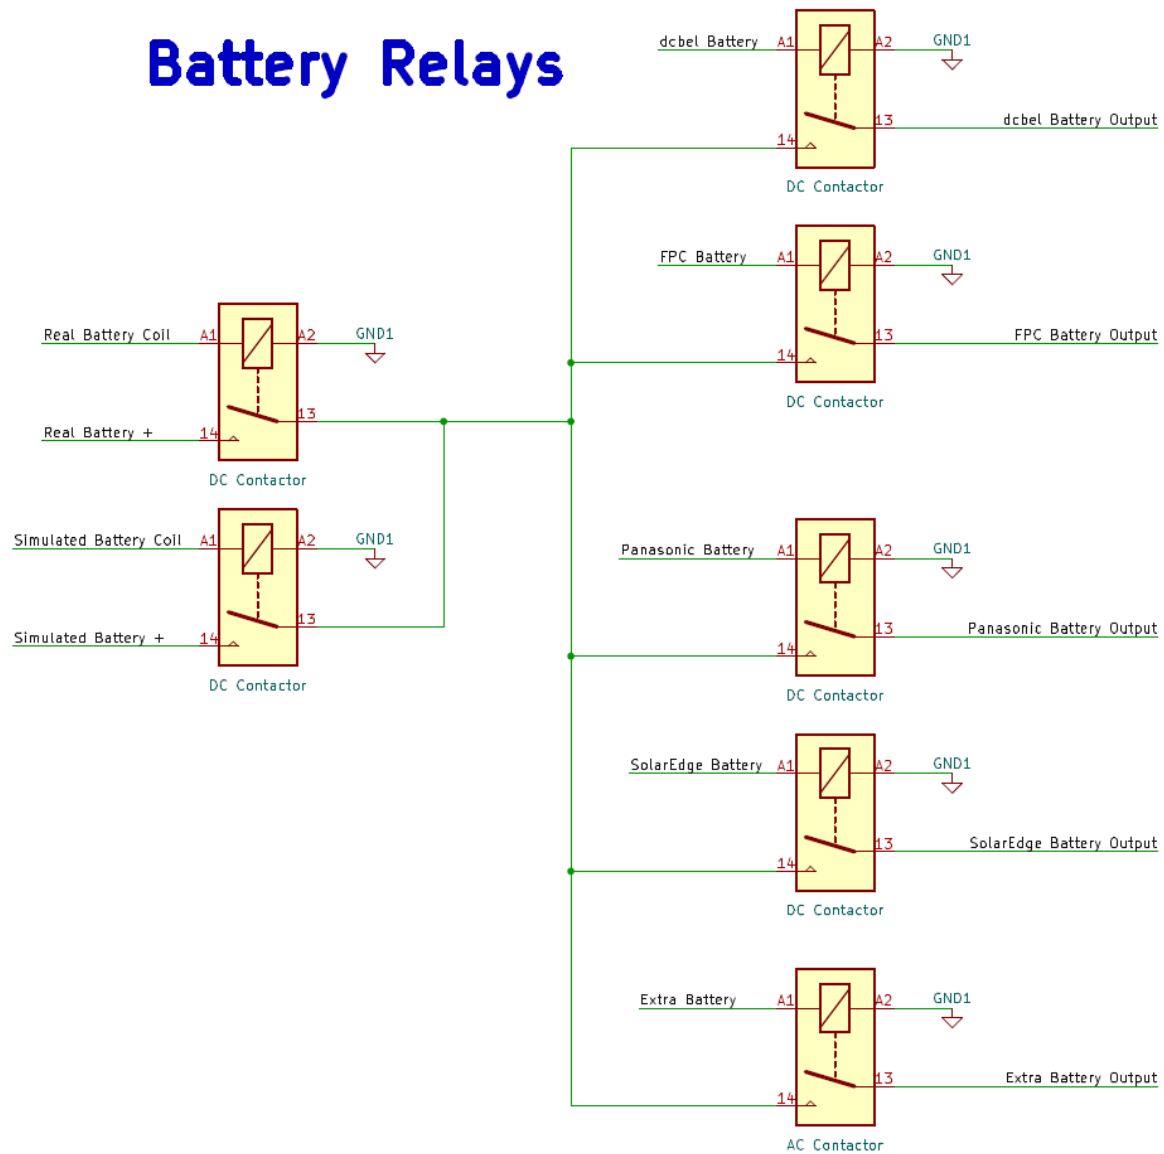 Battery Relays
dcbel Battery
A1
A2
GND1
13
dcbel Battery Output
14
DC Contactor
FPC Battery
A1
A2
GND1
13
FPC Battery Output
14
DC Contactor
Real Battery Coil
A1
A2
GND1
13
Real Battery +
14
DC Contactor
Simulated Battery Coil
A1
A2
GND1
13
Simulated Battery +
14
DC Contactor
Panasonic Battery
A1
A2
GND1
13
Panasonic Battery Output
14
DC Contactor
SolarEdge Battery
A1
A2
GND1
13
SolarEdge Battery Output
14
DC Contactor
Extra Battery
A1
A2
GND1
13
Extra Battery Output
14
AC Contactor